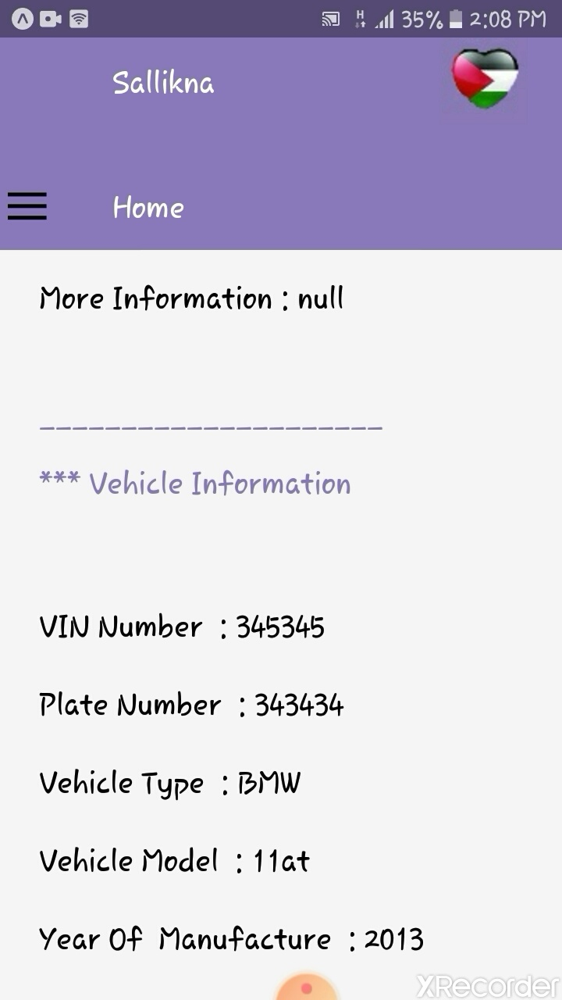 H 35% 2:08 PM
Sallikna
Home
More Information : null
_____________________
*** Vehicle Information
VIN Number : 345345
Plate Number : 343434
Vehicle Type : BMW
Vehicle Model : 11at
Year Of Manufacture : 2013
XRecorder